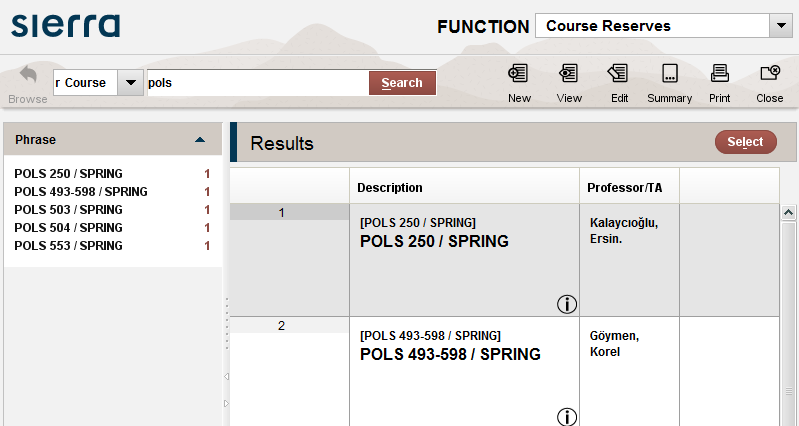 sierra
FUNCTION Course Reserves
Browse
r Course
pols
Search
New View Edit Summary Print Close
Phrase
POLS 250 / SPRING 1
POLS 493-598 / SPRING 1
POLS 503 / SPRING 1
POLS 504 / SPRING 1
POLS 553 / SPRING 1
Results
Select
Description Professor/TA
1
[POLS 250 / SPRING]
POLS 250 / SPRING
Kalaycıoğlu,
Ersin.
2
[POLS 493-598 / SPRING]
POLS 493-598 / SPRING
Göymen,
Korel